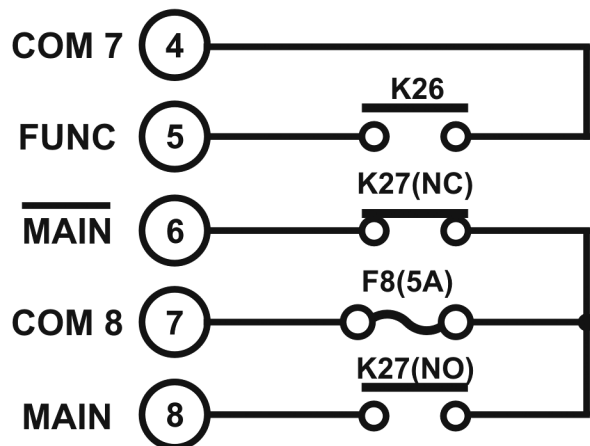 COM 7 4
K26
FUNC 5
K27(NC)
MAIN 6
F8(5A)
COM 8 7
K27(NO)
MAIN 8